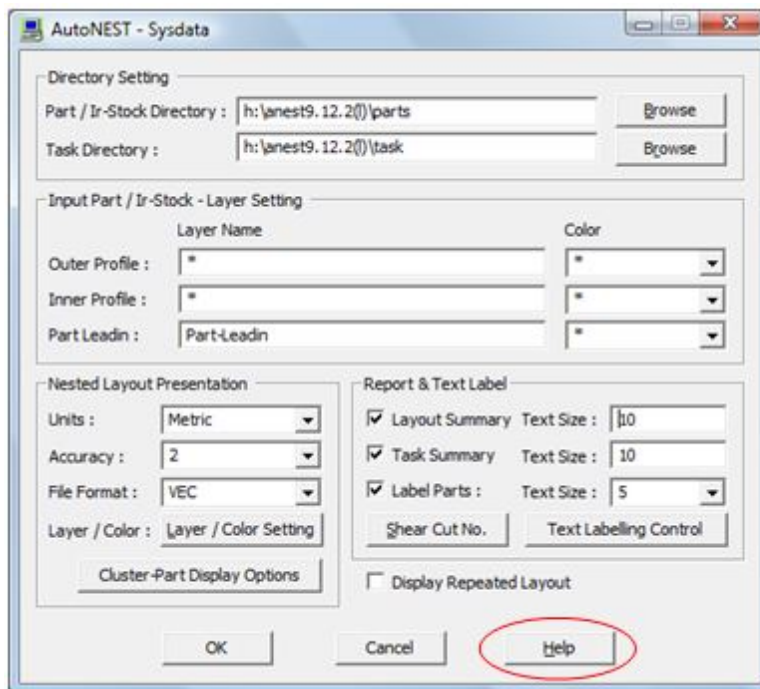 AutoNEST - Sysdata
Directory Setting
Part / Ir-Stock Directory : h:\anest9.12.2(l)\parts Browse
Task Directory : h:\anest9.12.2(l)\task Browse
Input Part / Ir-Stock - Layer Setting
Layer Name Color
Outer Profile : * *
Inner Profile : * *
Part Leadin : Part-Leadin *
Nested Layout Presentation Report & Text Label
Units : Metric Layout Summary Text Size : 10
Accuracy : 2 Task Summary Text Size : 10
File Format : VEC Label Parts : Text Size : 5
Layer / Color : Layer / Color Setting Shear Cut No. Text Labelling Control
Cluster-Part Display Options Display Repeated Layout
OK Cancel Help